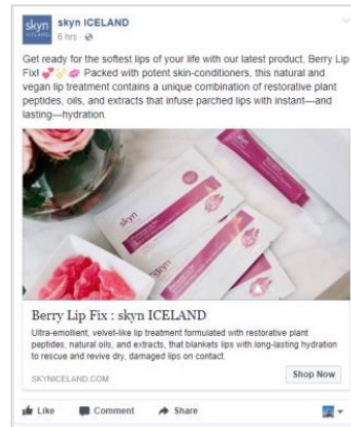 skyn
ICELAND
skyn ICELAND
6 hrs ·
Get ready for the softest lips of your life with our latest product, Berry Lip
Fix! Packed with potent skin-conditioners, this natural and
vegan lip treatment contains a unique combination of restorative plant
peptides, oils, and extracts that infuse parched lips with instant—and
lasting—hydration.
skyn
skyn
Berry Lip Fix : skyn ICELAND
Ultra-emollient, velvet-like lip treatment formulated with restorative plant
peptides, natural oils, and extracts, that blankets lips with long-lasting hydration
to rescue and revive dry, damaged lips on contact.
SKYNICELAND.COM
Shop Now
Like
Comment
Share